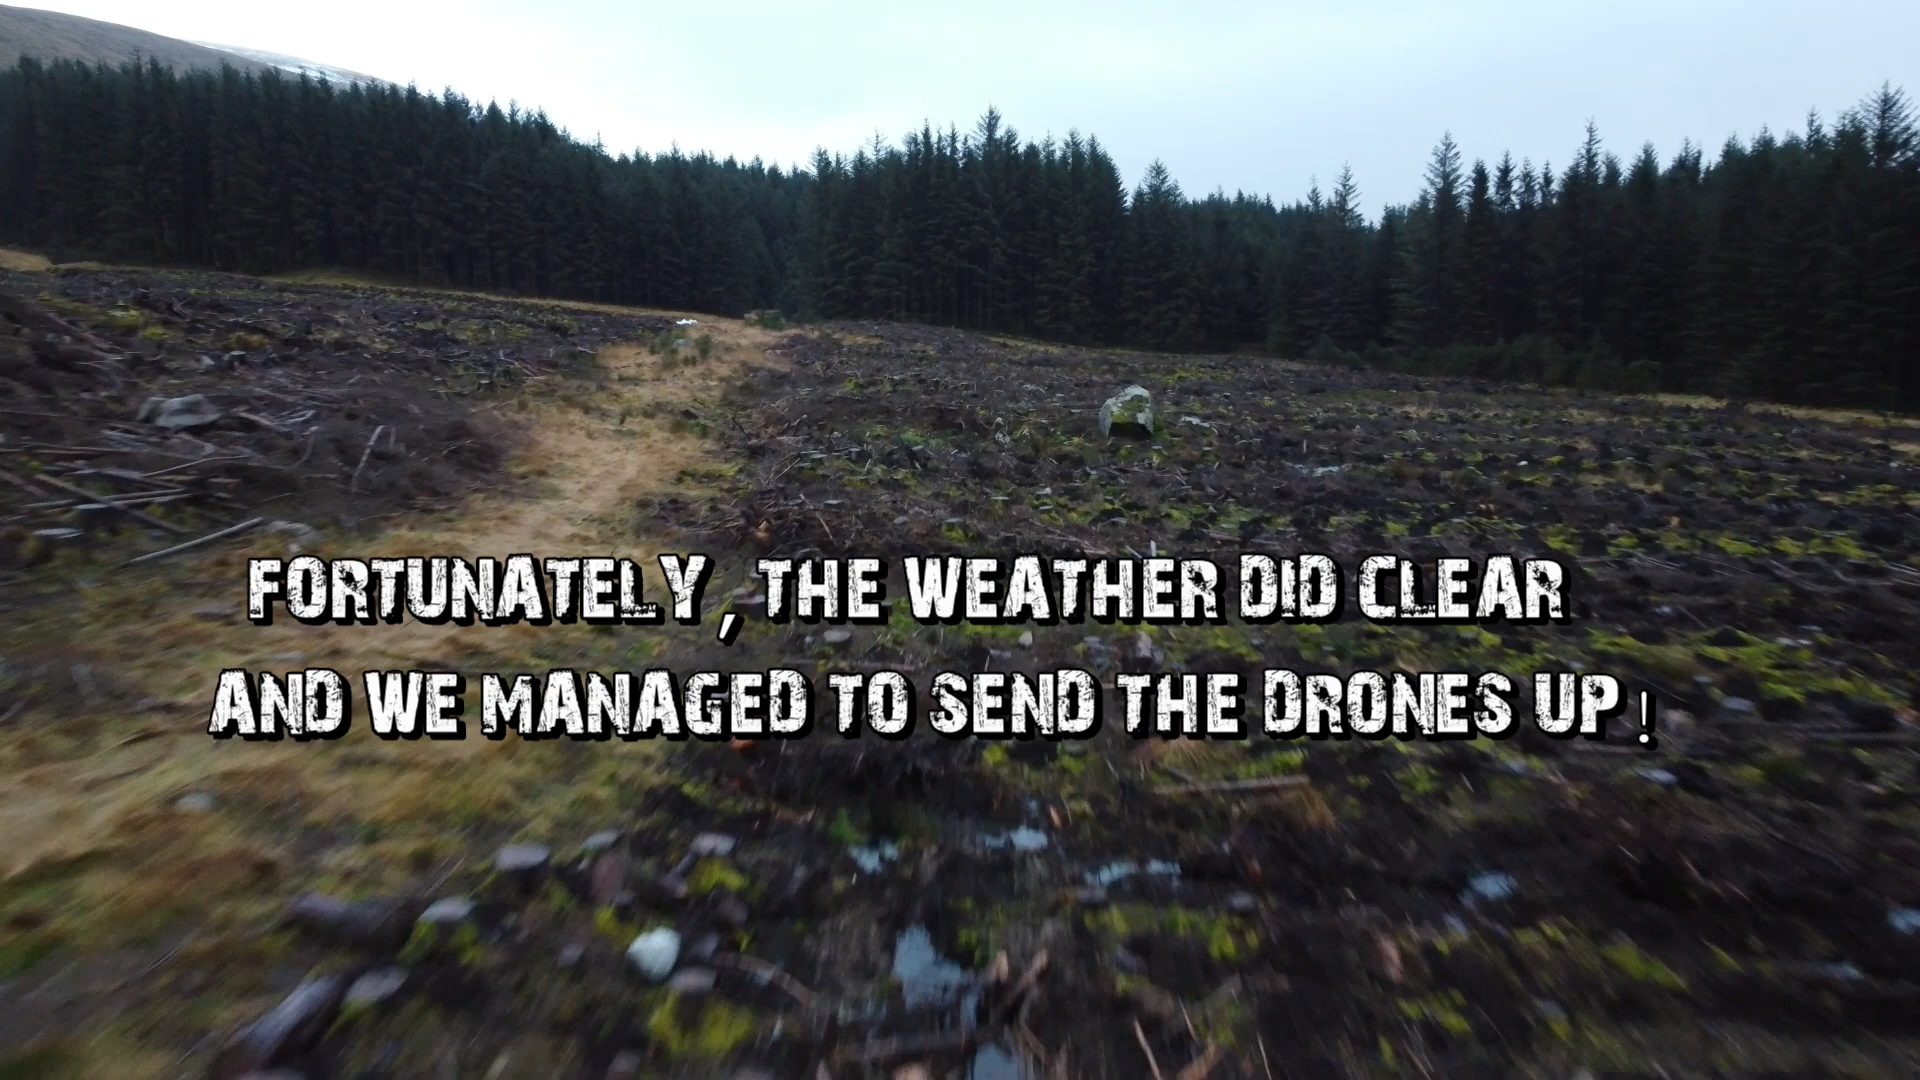 FORTUNATELY, THE WEATHER DID CLEAR
AND WE MANAGED TO SEND THE DRONES UP!